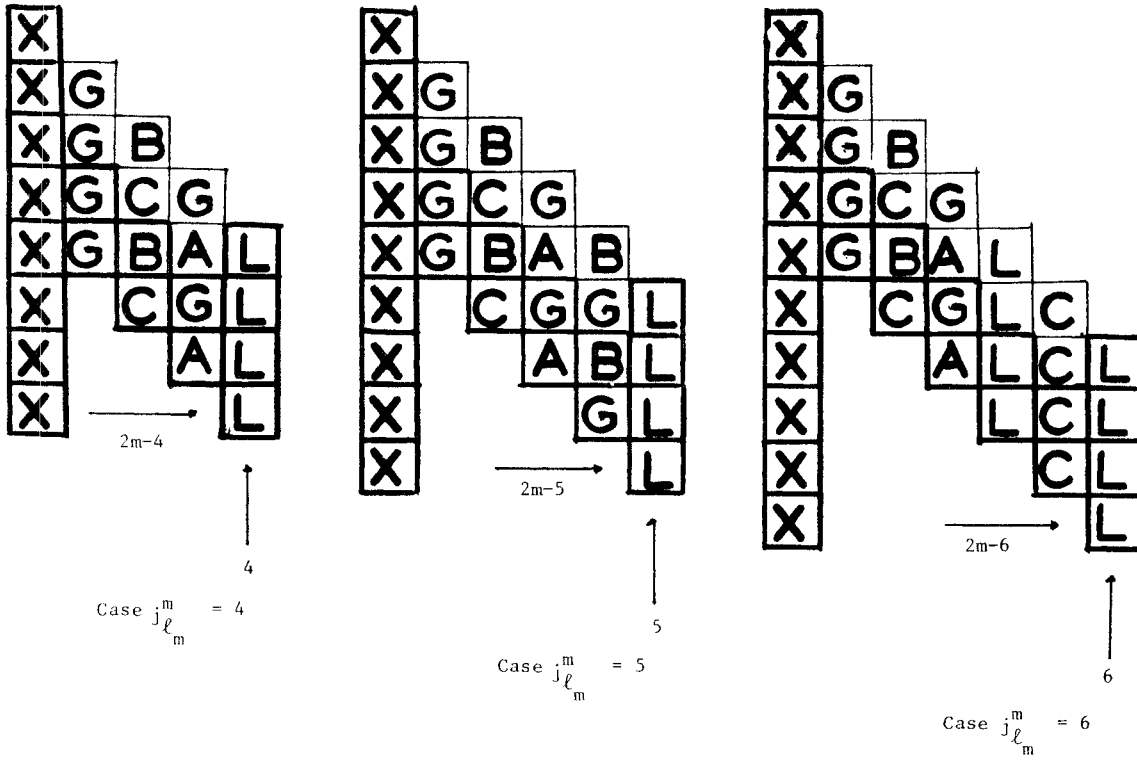 X
X G
X G B
X G C G
X G B A L
X C G L
X A L
X L
2m-4
4
Case j^m_{ℓ_m} = 4
X
X G
X G B
X G C G
X G B A B
X C G G L
X A B L
X G L
X L
2m-5
5
Case j^m_{ℓ_m} = 5
X
X G
X G B
X G C G
X G B A L
X C G L C
X A L C L
X L C L
X C L
X L
2m-6
6
Case j^m_{ℓ_m} = 6